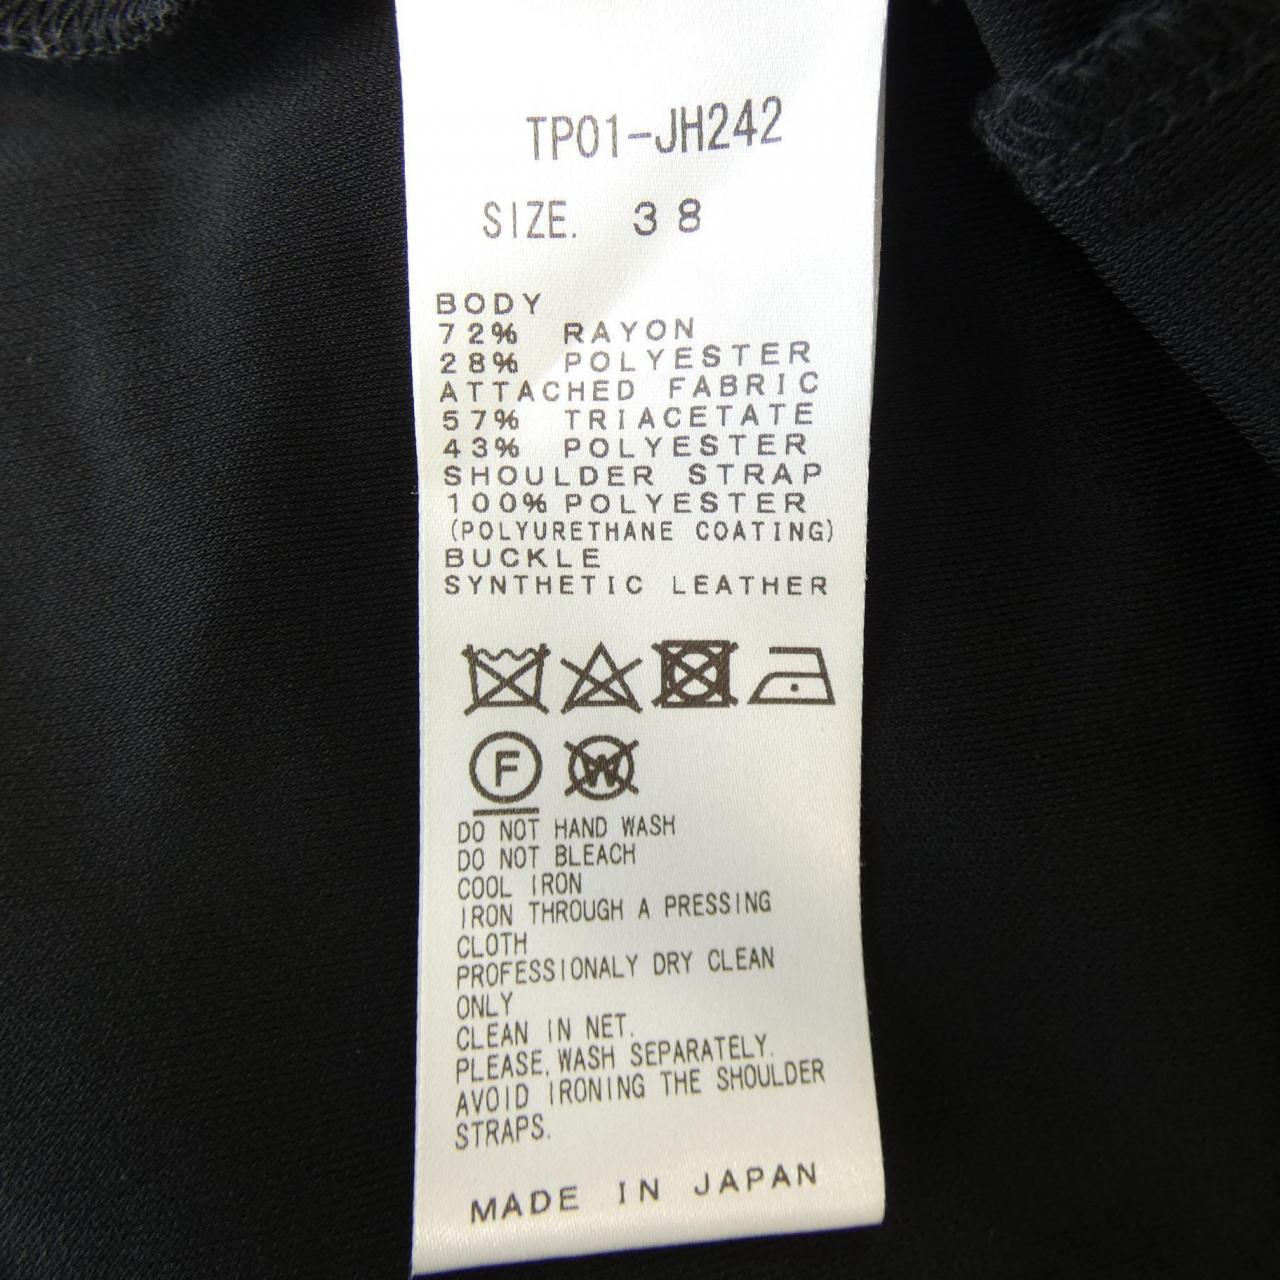 TP01-JH242
SIZE. 38
BODY
72% RAYON
28% POLYESTER
ATTACHED FABRIC
57% TRIACETATE
43% POLYESTER
SHOULDER STRAP
100% POLYESTER
(POLYURETHANE COATING)
BUCKLE
SYNTHETIC LEATHER
F W
DO NOT HAND WASH
DO NOT BLEACH
COOL IRON
IRON THROUGH A PRESSING
CLOTH
PROFESSIONALY DRY CLEAN
ONLY
CLEAN IN NET.
PLEASE, WASH SEPARATELY.
AVOID IRONING THE SHOULDER
STRAPS.
MADE IN JAPAN